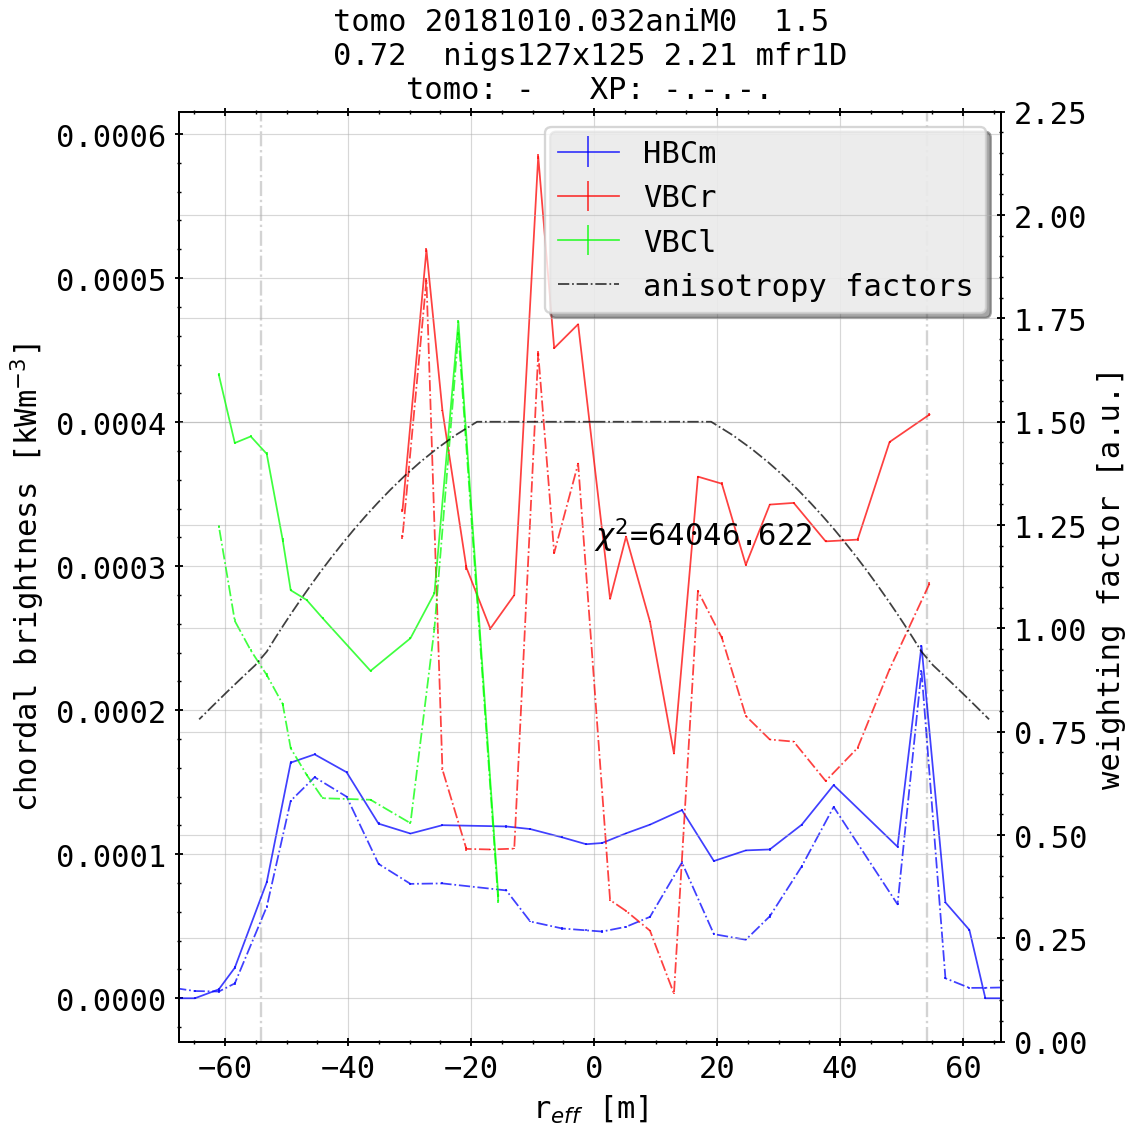 tomo 20181010.032aniM0  1.5
0.72  nigs127x125 2.21 mfr1D
tomo: -   XP: -.-.-.
HBCm
VBCr
VBCl
anisotropy factors
χ²=64046.622
chordal brightness [kWm⁻³]
0.0006
0.0005
0.0004
0.0003
0.0002
0.0001
0.0000
2.25
2.00
1.75
1.50
1.25
1.00
0.75
0.50
0.25
0.00
weighting factor [a.u.]
−60 −40 −20 0 20 40 60
r_eff [m]